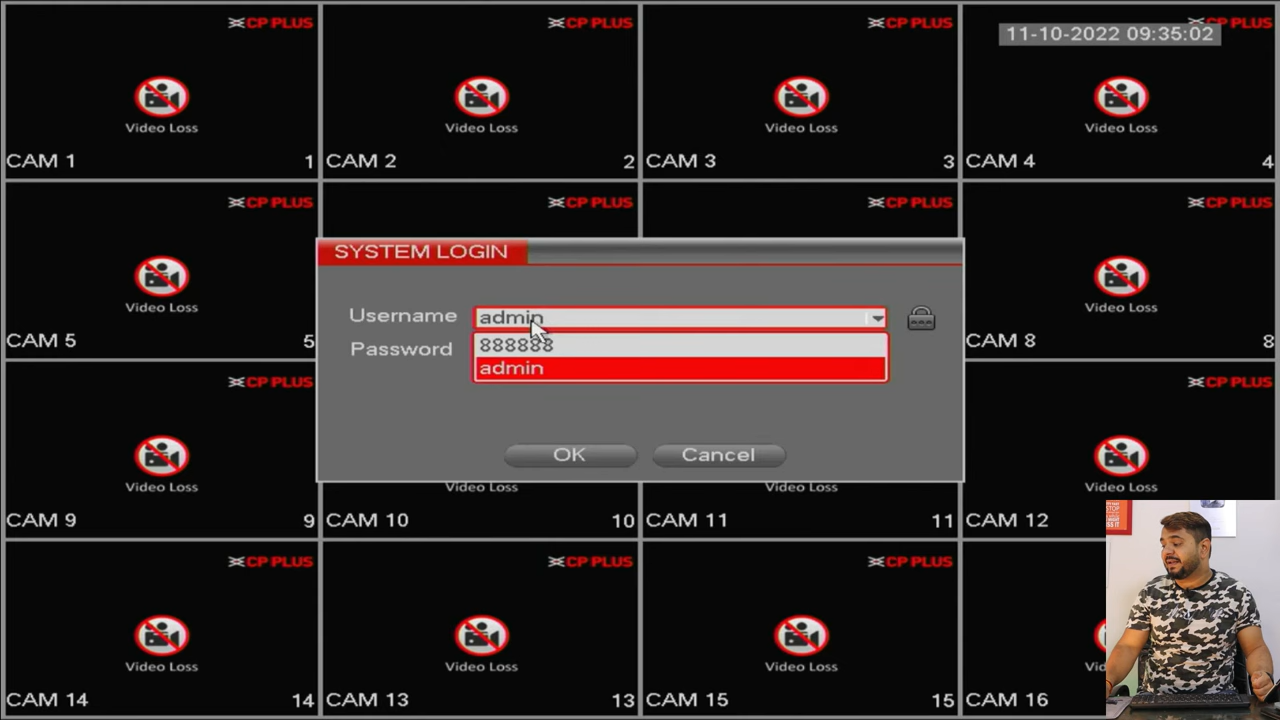 CP PLUS
CP PLUS
CP PLUS
CP PLUS
11-10-2022 09:35:02
Video Loss
Video Loss
Video Loss
Video Loss
CAM 1 1
CAM 2 2
CAM 3 3
CAM 4 4
CP PLUS
CP PLUS
CP PLUS
CP PLUS
SYSTEM LOGIN
Username admin
888888
Password
admin
OK Cancel
Video Loss
Video Loss
CAM 5 5
CAM 8 8
CP PLUS
CP PLUS
Video Loss
Video Loss
Video Loss
Video Loss
CAM 9 9
CAM 10 10
CAM 11 11
CAM 12
CP PLUS
CP PLUS
CP PLUS
Video Loss
Video Loss
Video Loss
CAM 14 14
CAM 13 13
CAM 15 15
CAM 16
STOP